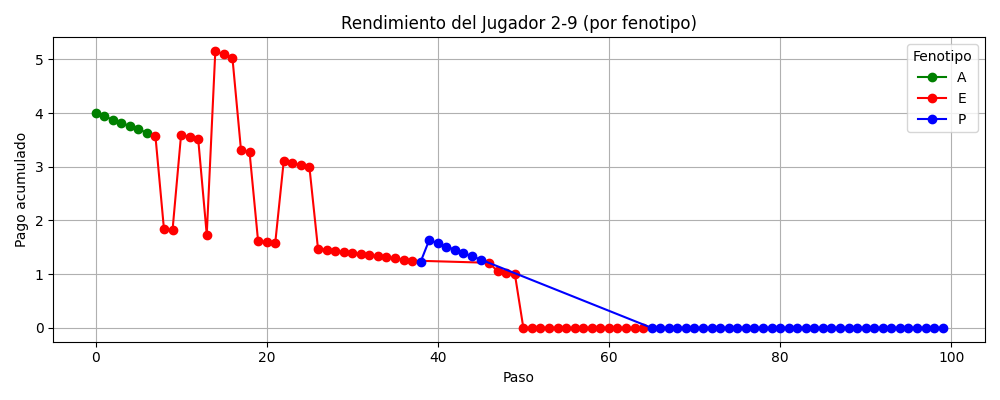 Rendimiento del Jugador 2-9 (por fenotipo)
Pago acumulado
5
4
3
2
1
0
Fenotipo
A
E
P
0 20 40 60 80 100
Paso